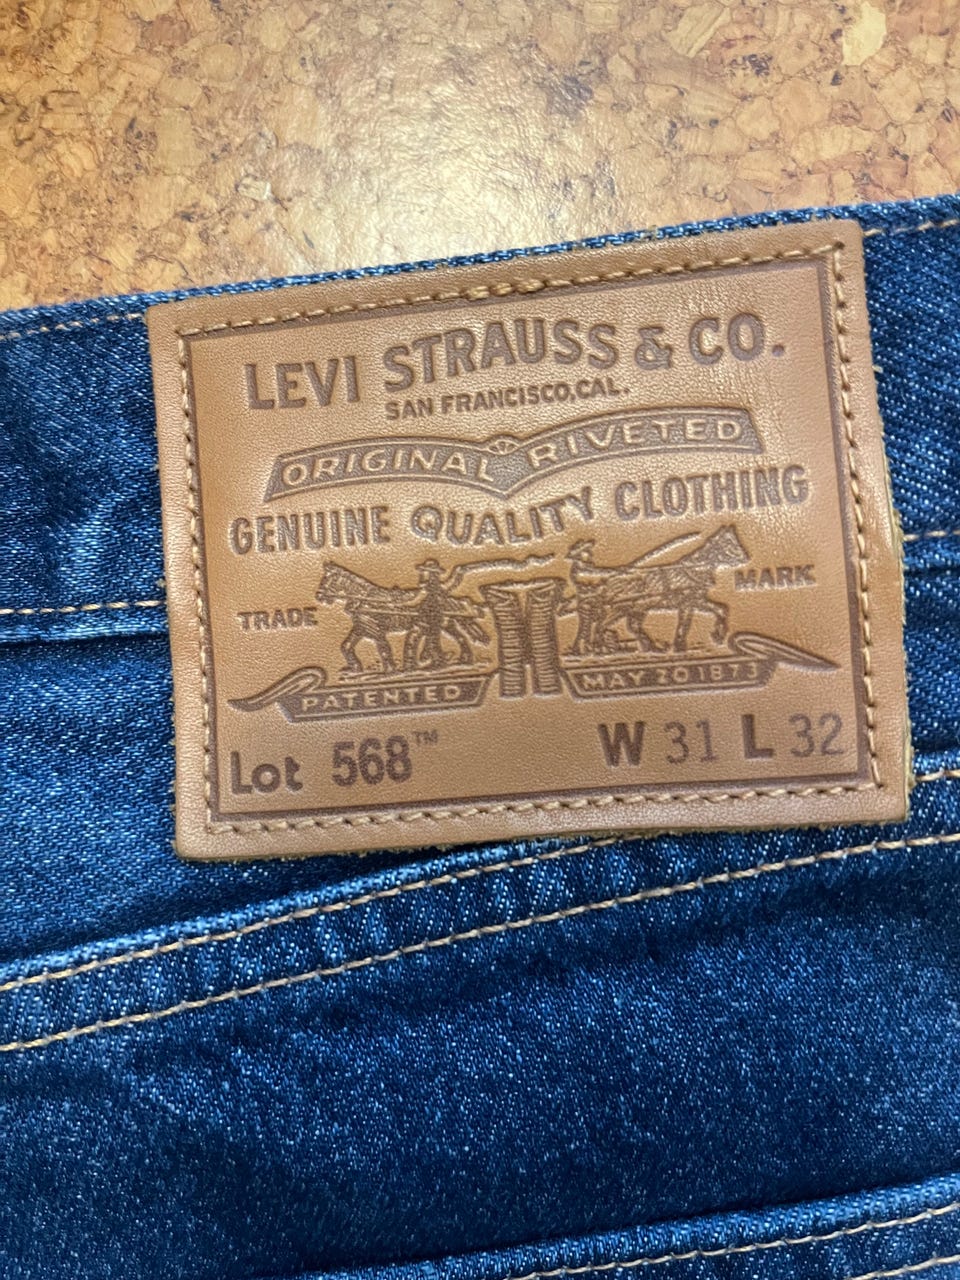 LEVI STRAUSS & CO.
SAN FRANCISCO, CAL.
ORIGINAL RIVETED
GENUINE QUALITY CLOTHING
TRADE MARK
PATENTED MAY 20 1873
Lot 568™ W 31 L 32